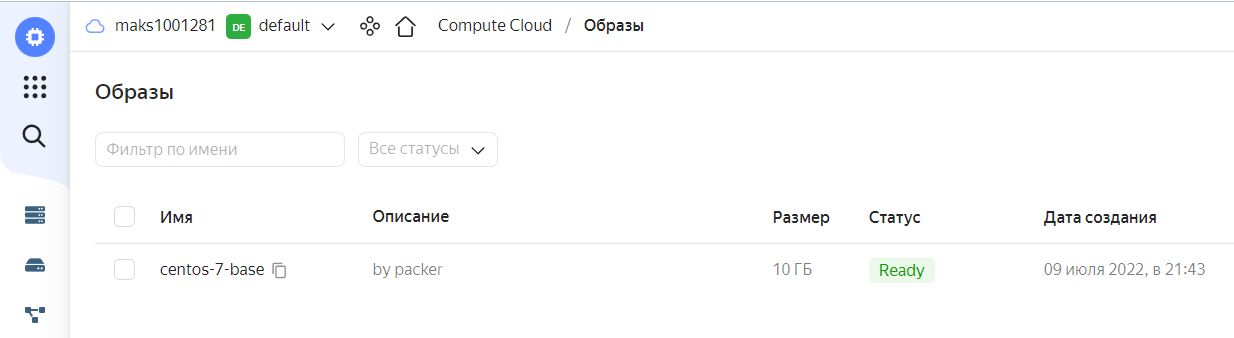 maks1001281 DE default Compute Cloud / Образы
Образы
Фильтр по имени Все статусы
Имя Описание Размер Статус Дата создания
centos-7-base by packer 10 ГБ Ready 09 июля 2022, в 21:43